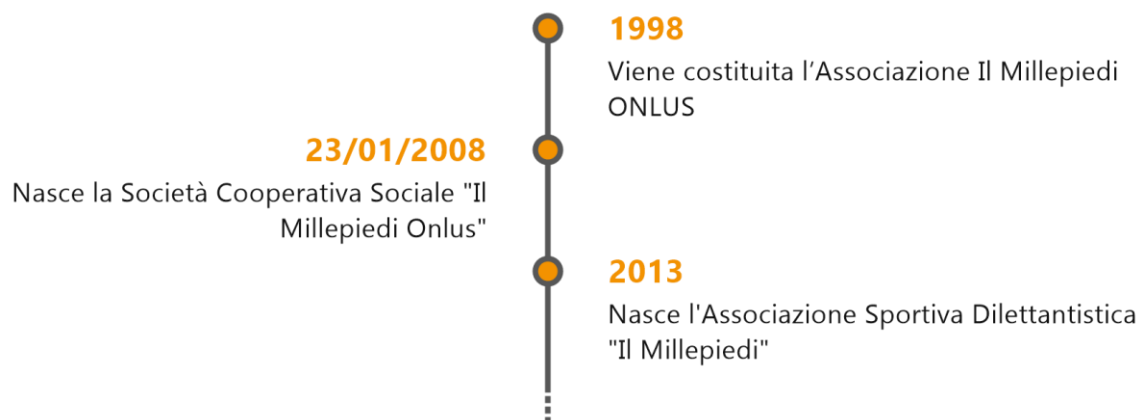 1998
Viene costituita l’Associazione Il Millepiedi
ONLUS
23/01/2008
Nasce la Società Cooperativa Sociale "Il
Millepiedi Onlus"
2013
Nasce l'Associazione Sportiva Dilettantistica
"Il Millepiedi"